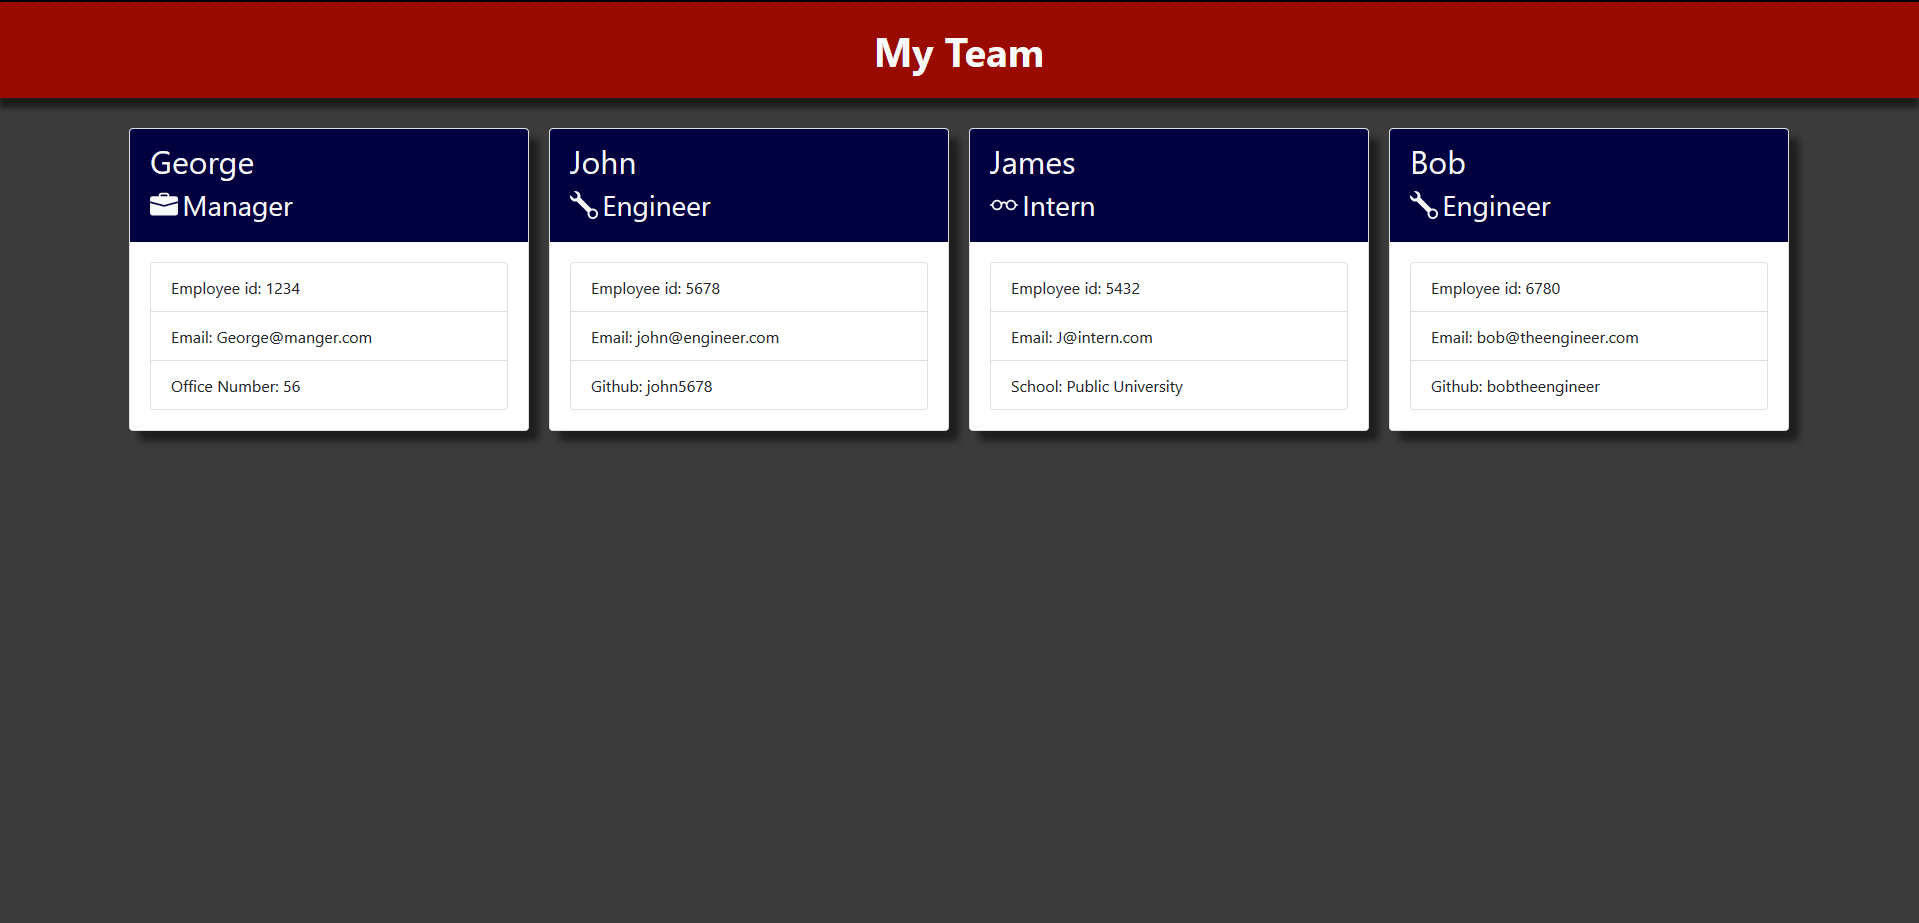 My Team
George
Manager
Employee id: 1234
Email: George@manger.com
Office Number: 56
John
Engineer
Employee id: 5678
Email: john@engineer.com
Github: john5678
James
Intern
Employee id: 5432
Email: J@intern.com
School: Public University
Bob
Engineer
Employee id: 6780
Email: bob@theengineer.com
Github: bobtheengineer